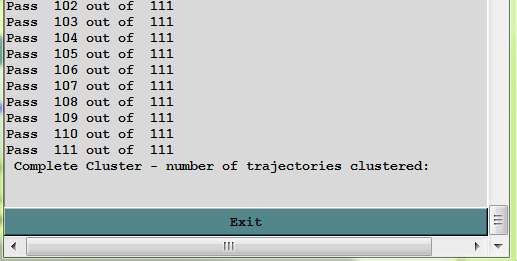 Pass 102 out of 111
Pass 103 out of 111
Pass 104 out of 111
Pass 105 out of 111
Pass 106 out of 111
Pass 107 out of 111
Pass 108 out of 111
Pass 109 out of 111
Pass 110 out of 111
Pass 111 out of 111
Complete Cluster - number of trajectories clustered:
Exit